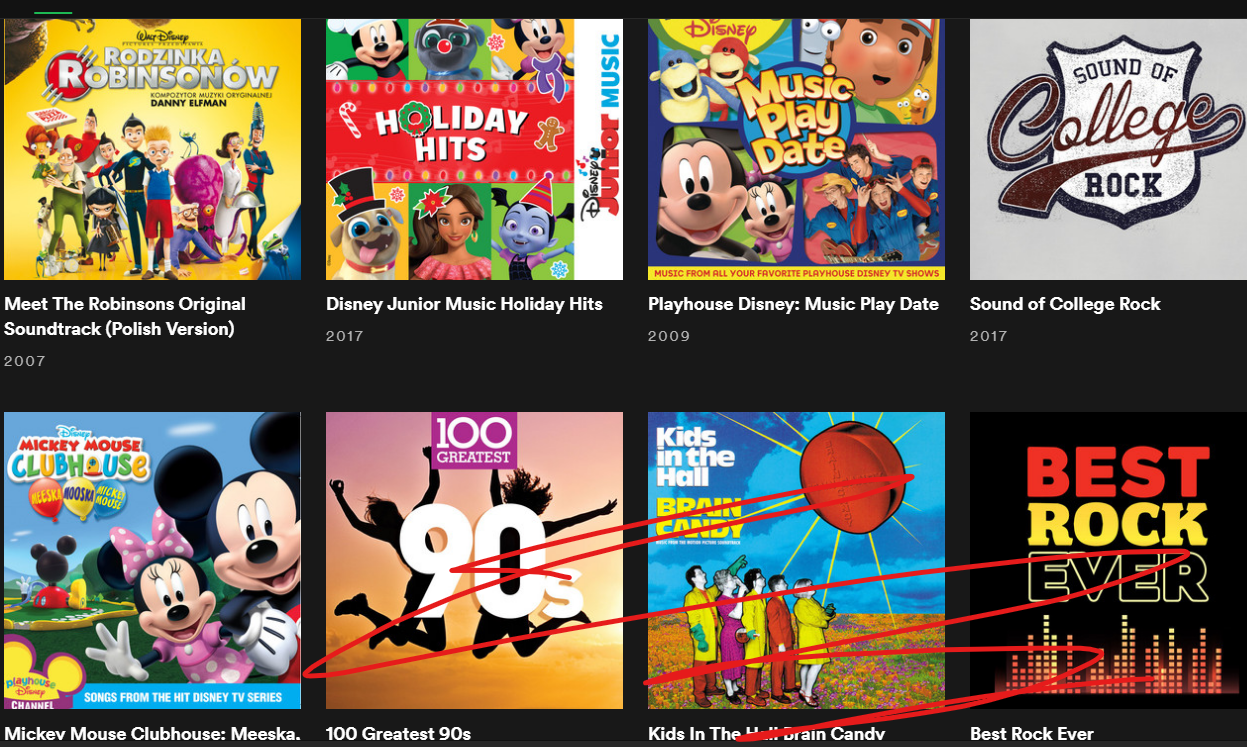 Walt Disney
PICTURES PRESENTS
RODZINKA
ROBINSONÓW
KOMPOZYTOR MUZYKI ORYGINALNEJ
DANNY ELFMAN
HOLIDAY
HITS
Disney Junior MUSIC
Disney
Music
Play
Date
MUSIC FROM ALL YOUR FAVORITE PLAYHOUSE DISNEY TV SHOWS
SOUND OF
College
ROCK
Meet The Robinsons Original
Soundtrack (Polish Version)
2007
Disney Junior Music Holiday Hits
2017
Playhouse Disney: Music Play Date
2009
Sound of College Rock
2017
Disney
MICKEY MOUSE
CLUBHOUSE
MEESKA MOOSKA MICKEY
MOUSE
playhouse
Disney
CHANNEL
SONGS FROM THE HIT DISNEY TV SERIES
100
GREATEST
90s
Kids
in the
Hall
BRAIN
CANDY
MUSIC FROM THE MOTION PICTURE SOUNDTRACK
BEST
ROCK
EVER
Mickey Mouse Clubhouse: Meeska,
100 Greatest 90s
Kids In The Hall Brain Candy
Best Rock Ever